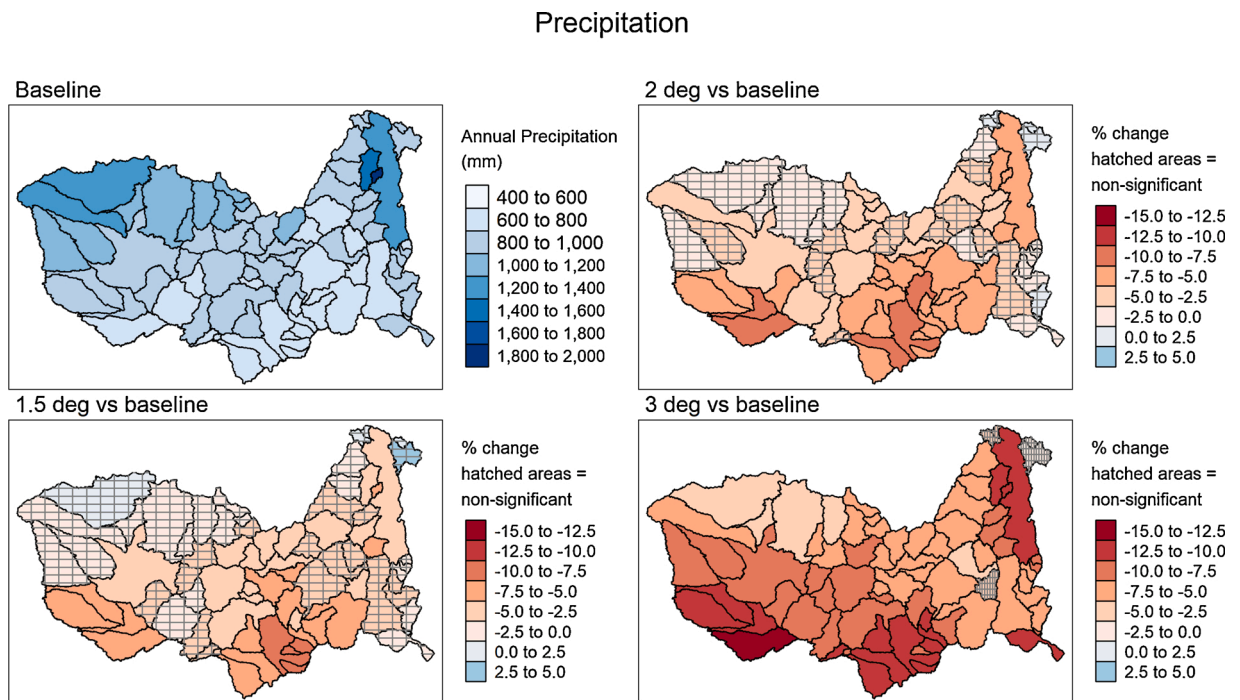 Precipitation
Baseline
Annual Precipitation
(mm)
400 to 600
600 to 800
800 to 1,000
1,000 to 1,200
1,200 to 1,400
1,400 to 1,600
1,600 to 1,800
1,800 to 2,000
2 deg vs baseline
% change
hatched areas =
non-significant
-15.0 to -12.5
-12.5 to -10.0
-10.0 to -7.5
-7.5 to -5.0
-5.0 to -2.5
-2.5 to 0.0
0.0 to 2.5
2.5 to 5.0
1.5 deg vs baseline
% change
hatched areas =
non-significant
-15.0 to -12.5
-12.5 to -10.0
-10.0 to -7.5
-7.5 to -5.0
-5.0 to -2.5
-2.5 to 0.0
0.0 to 2.5
2.5 to 5.0
3 deg vs baseline
% change
hatched areas =
non-significant
-15.0 to -12.5
-12.5 to -10.0
-10.0 to -7.5
-7.5 to -5.0
-5.0 to -2.5
-2.5 to 0.0
0.0 to 2.5
2.5 to 5.0